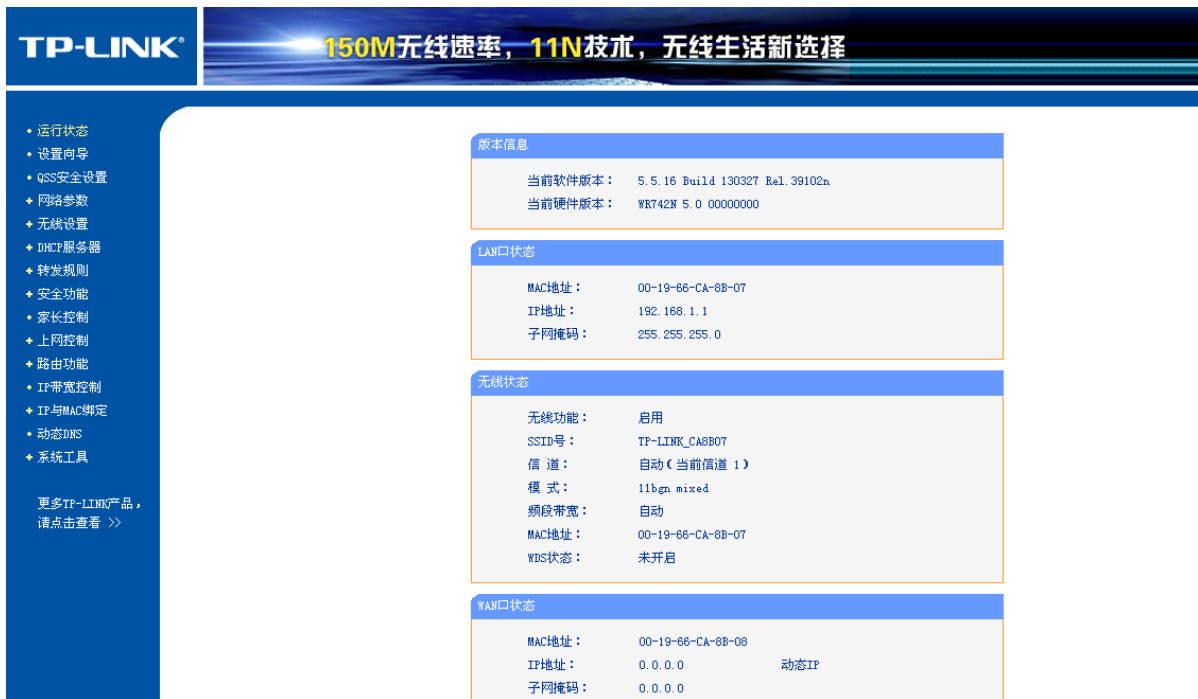 TP-LINK®
150M无线速率，11N技术，无线生活新选择
运行状态
设置向导
QSS安全设置
+ 网络参数
+ 无线设置
+ DHCP服务器
+ 转发规则
+ 安全功能
家长控制
+ 上网控制
+ 路由功能
IP带宽控制
+ IP与MAC绑定
动态DNS
+ 系统工具
更多TP-LINK产品，
请点击查看 >>
版本信息
当前软件版本： 5.5.16 Build 130327 Rel.39102n
当前硬件版本： WR742N 5.0 00000000
LAN口状态
MAC地址： 00-19-66-CA-8B-07
IP地址： 192.168.1.1
子网掩码： 255.255.255.0
无线状态
无线功能： 启用
SSID号： TP-LINK_CA8B07
信 道： 自动（当前信道 1）
模 式： 11bgn mixed
频段带宽： 自动
MAC地址： 00-19-66-CA-8B-07
WDS状态： 未开启
WAN口状态
MAC地址： 00-19-66-CA-8B-08
IP地址： 0.0.0.0 动态IP
子网掩码： 0.0.0.0